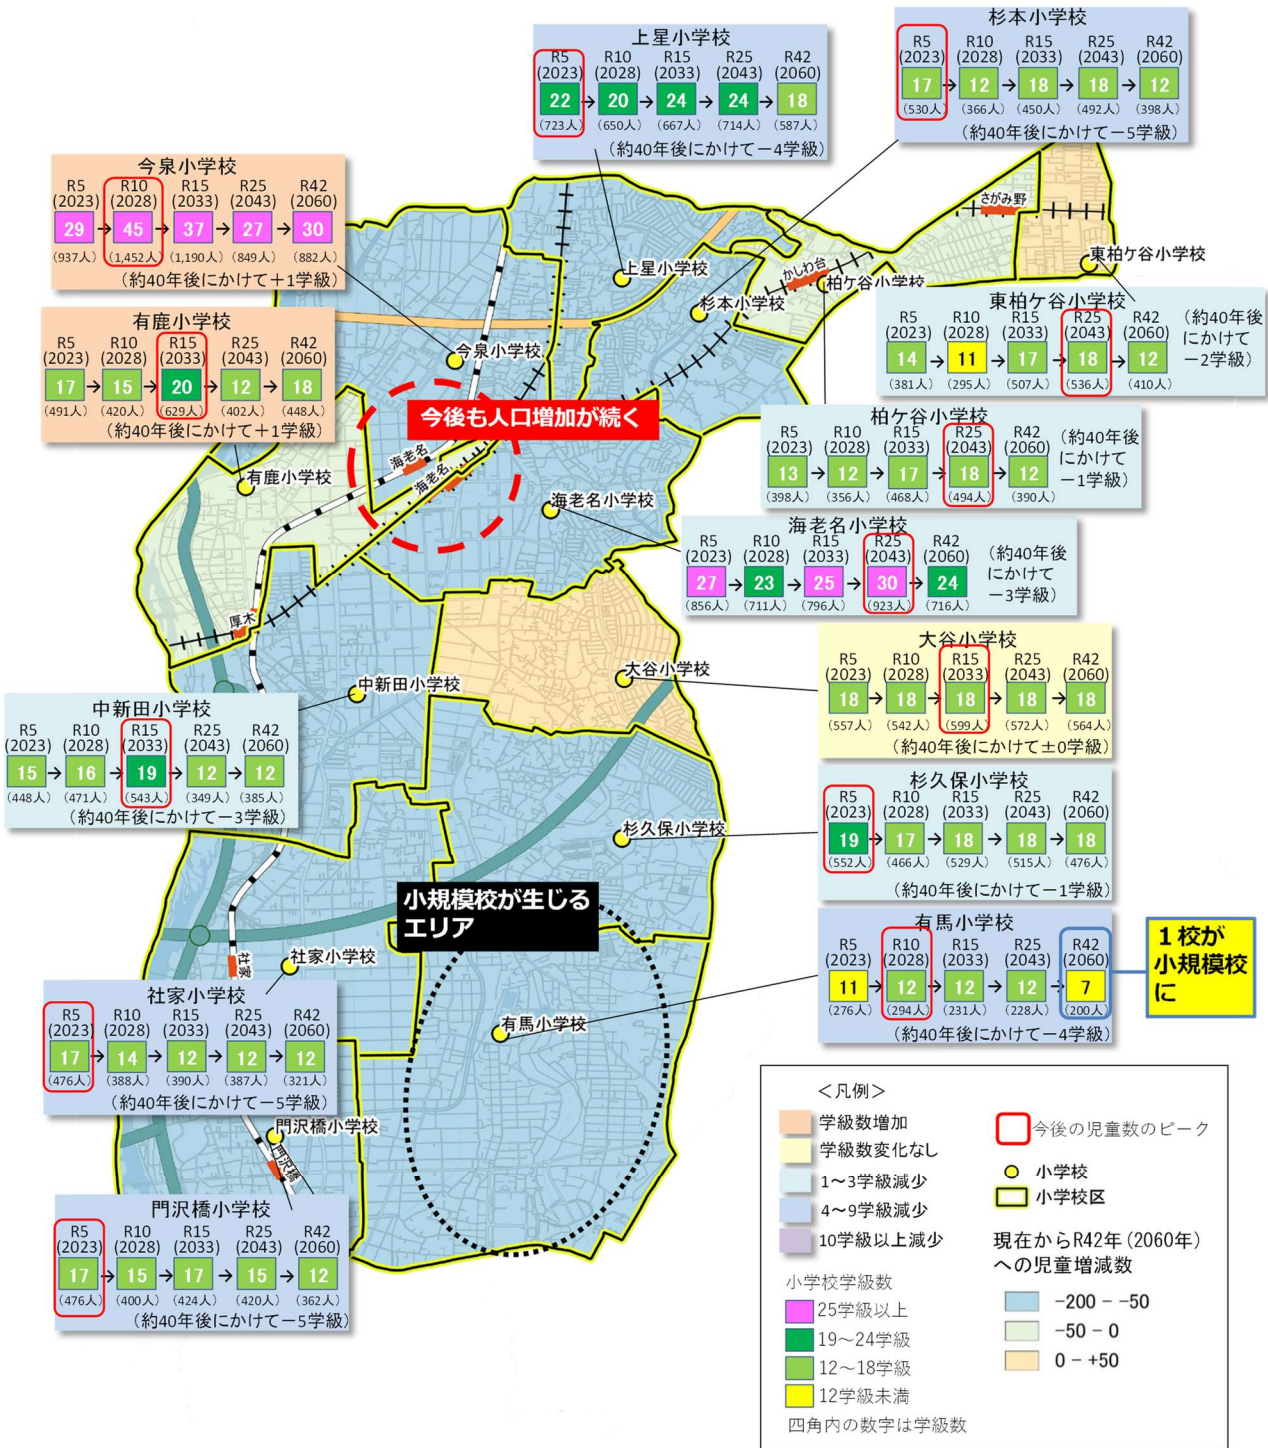 上星小学校
R5 R10 R15 R25 R42
(2023) (2028) (2033) (2043) (2060)
22→20→24→24→18
(723人) (650人) (667人) (714人) (587人)
(約40年後にかけて－4学級)
杉本小学校
R5 R10 R15 R25 R42
(2023) (2028) (2033) (2043) (2060)
17→12→18→18→12
(530人) (366人) (450人) (492人) (398人)
(約40年後にかけて－5学級)
今泉小学校
R5 R10 R15 R25 R42
(2023) (2028) (2033) (2043) (2060)
29→45→37→27→30
(937人) (1,452人) (1,190人) (849人) (882人)
(約40年後にかけて＋1学級)
有鹿小学校
R5 R10 R15 R25 R42
(2023) (2028) (2033) (2043) (2060)
17→15→20→12→18
(491人) (420人) (629人) (402人) (448人)
(約40年後にかけて＋1学級)
さがみ野
東柏ケ谷小学校
上星小学校
かしわ台
柏ケ谷小学校
杉本小学校
今泉小学校
東柏ケ谷小学校
R5 R10 R15 R25 R42
(2023) (2028) (2033) (2043) (2060)
14→11→17→18→12
(381人) (295人) (507人) (536人) (410人)
(約40年後
にかけて
－2学級)
今後も人口増加が続く
海老名
海老名
有鹿小学校
海老名小学校
柏ケ谷小学校
R5 R10 R15 R25 R42
(2023) (2028) (2033) (2043) (2060)
13→12→17→18→12
(398人) (356人) (468人) (494人) (390人)
(約40年後
にかけて
－1学級)
海老名小学校
R5 R10 R15 R25 R42
(2023) (2028) (2033) (2043) (2060)
27→23→25→30→24
(856人) (711人) (796人) (923人) (716人)
(約40年後
にかけて
－3学級)
厚木
大谷小学校
中新田小学校
大谷小学校
R5 R10 R15 R25 R42
(2023) (2028) (2033) (2043) (2060)
18→18→18→18→18
(557人) (542人) (599人) (572人) (564人)
(約40年後にかけて±0学級)
中新田小学校
R5 R10 R15 R25 R42
(2023) (2028) (2033) (2043) (2060)
15→16→19→12→12
(448人) (471人) (543人) (349人) (385人)
(約40年後にかけて－3学級)
杉久保小学校
杉久保小学校
R5 R10 R15 R25 R42
(2023) (2028) (2033) (2043) (2060)
19→17→18→18→18
(552人) (466人) (529人) (515人) (476人)
(約40年後にかけて－1学級)
小規模校が生じる
エリア
社家小学校
社家
有馬小学校
有馬小学校
R5 R10 R15 R25 R42
(2023) (2028) (2033) (2043) (2060)
11→12→12→12→7
(276人) (294人) (231人) (228人) (200人)
(約40年後にかけて－4学級)
１校が
小規模校
に
社家小学校
R5 R10 R15 R25 R42
(2023) (2028) (2033) (2043) (2060)
17→14→12→12→12
(476人) (388人) (390人) (387人) (321人)
(約40年後にかけて－5学級)
門沢橋小学校
門沢橋
門沢橋小学校
R5 R10 R15 R25 R42
(2023) (2028) (2033) (2043) (2060)
17→15→17→15→12
(476人) (400人) (424人) (420人) (362人)
(約40年後にかけて－5学級)
＜凡例＞
学級数増加
学級数変化なし
1～3学級減少
4～9学級減少
10学級以上減少
小学校学級数
25学級以上
19～24学級
12～18学級
12学級未満
四角内の数字は学級数
今後の児童数のピーク
小学校
小学校区
現在からR42年(2060年)
への児童増減数
-200 - -50
-50 - 0
0 - +50